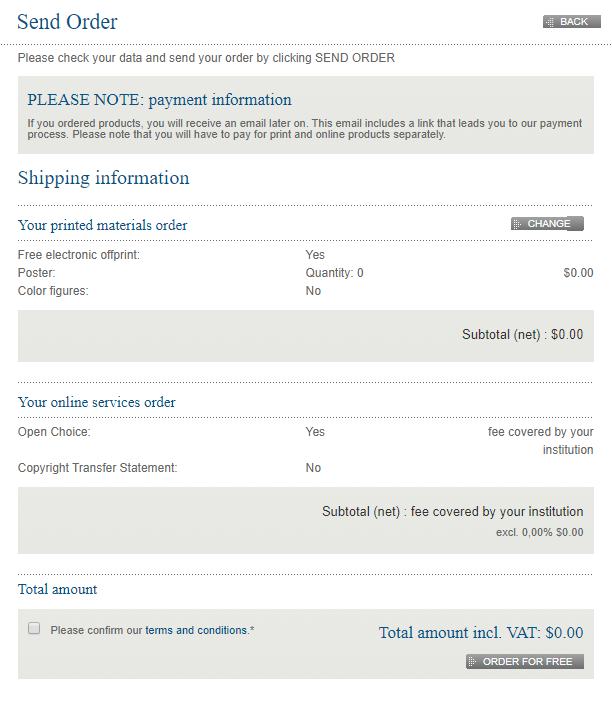 Send Order
BACK
Please check your data and send your order by clicking SEND ORDER
PLEASE NOTE: payment information
If you ordered products, you will receive an email later on. This email includes a link that leads you to our payment
process. Please note that you will have to pay for print and online products separately.
Shipping information
Your printed materials order
CHANGE
Free electronic offprint: Yes
Poster: Quantity: 0 $0.00
Color figures: No
Subtotal (net) : $0.00
Your online services order
Open Choice: Yes fee covered by your
institution
Copyright Transfer Statement: No
Subtotal (net) : fee covered by your institution
excl. 0,00% $0.00
Total amount
Please confirm our terms and conditions.*
Total amount incl. VAT: $0.00
ORDER FOR FREE